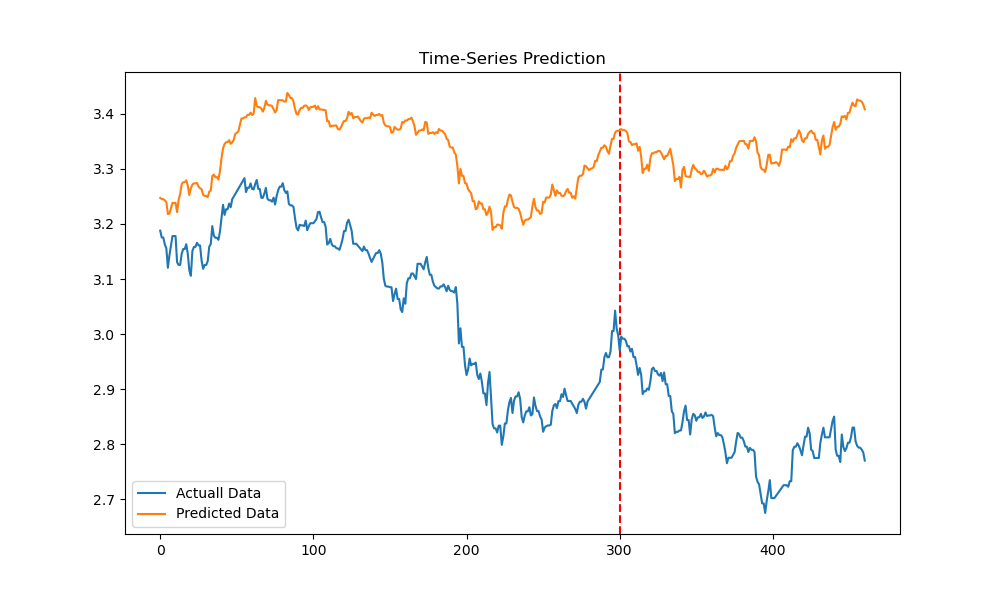 Time-Series Prediction
3.4
3.3
3.2
3.1
3.0
2.9
2.8
2.7
Actuall Data
Predicted Data
0 100 200 300 400